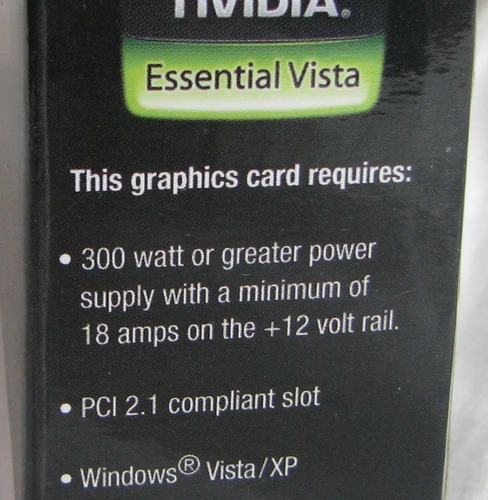 NVIDIA®
Essential Vista
This graphics card requires:
• 300 watt or greater power
supply with a minimum of
18 amps on the +12 volt rail.
• PCI 2.1 compliant slot
• Windows® Vista/XP